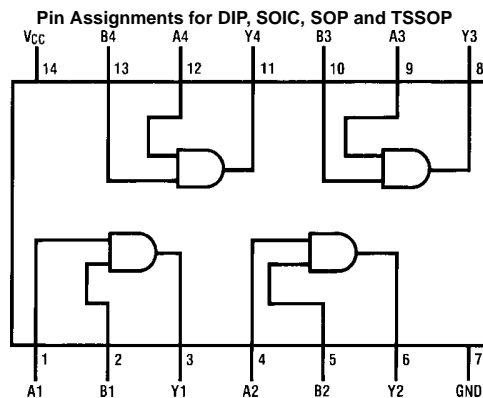 Pin Assignments for DIP, SOIC, SOP and TSSOP
VCC B4 A4 Y4 B3 A3 Y3
14 13 12 11 10 9 8
1 2 3 4 5 6 7
A1 B1 Y1 A2 B2 Y2 GND